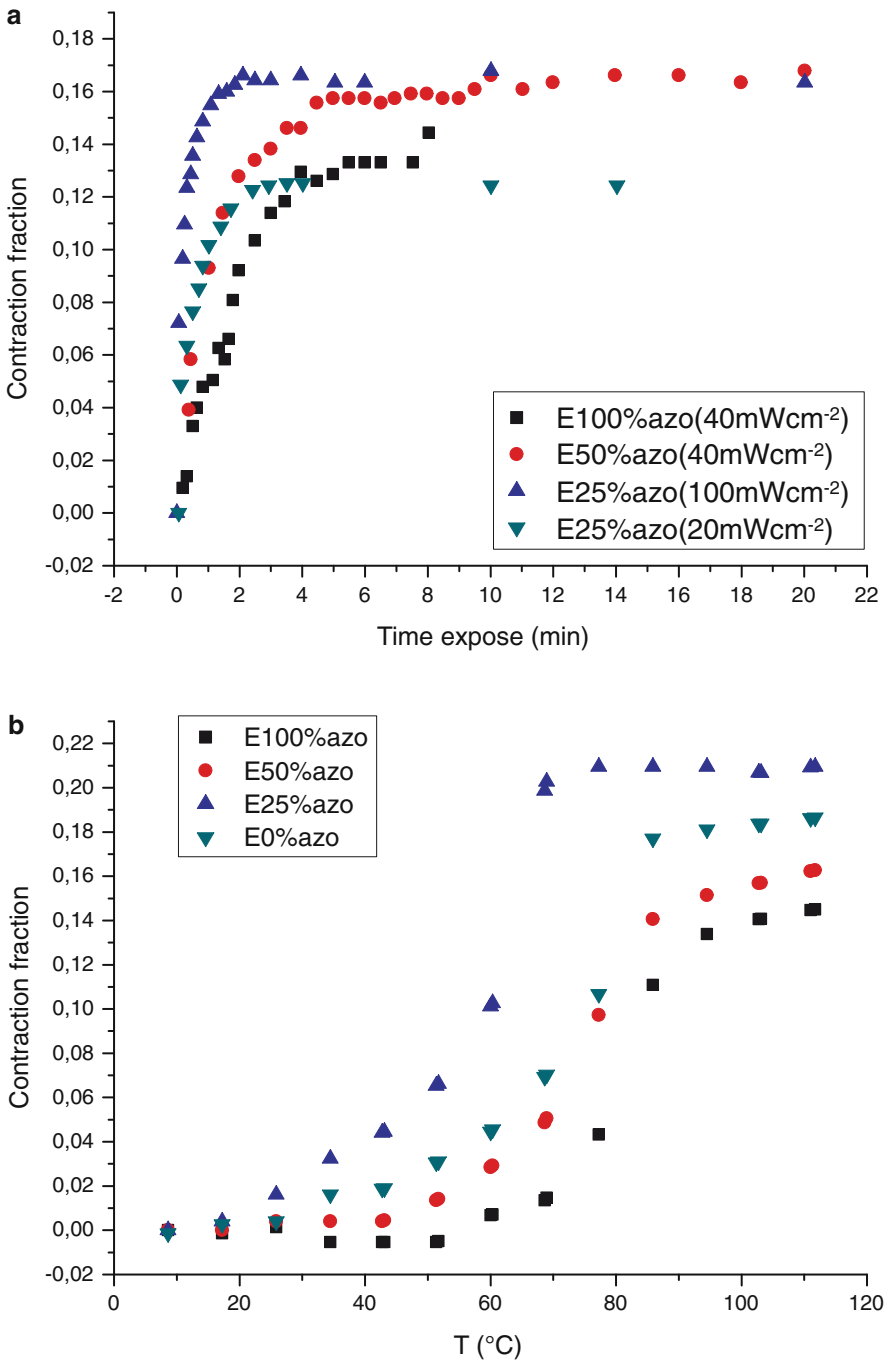 a
0,18
0,16
0,14
0,12
0,10
0,08
0,06
0,04
0,02
0,00
-0,02
Contraction fraction
E100%azo(40mWcm⁻²)
E50%azo(40mWcm⁻²)
E25%azo(100mWcm⁻²)
E25%azo(20mWcm⁻²)
-2 0 2 4 6 8 10 12 14 16 18 20 22
Time expose (min)
b
0,22
0,20
0,18
0,16
0,14
0,12
0,10
0,08
0,06
0,04
0,02
0,00
-0,02
Contraction fraction
E100%azo
E50%azo
E25%azo
E0%azo
0 20 40 60 80 100 120
T (°C)